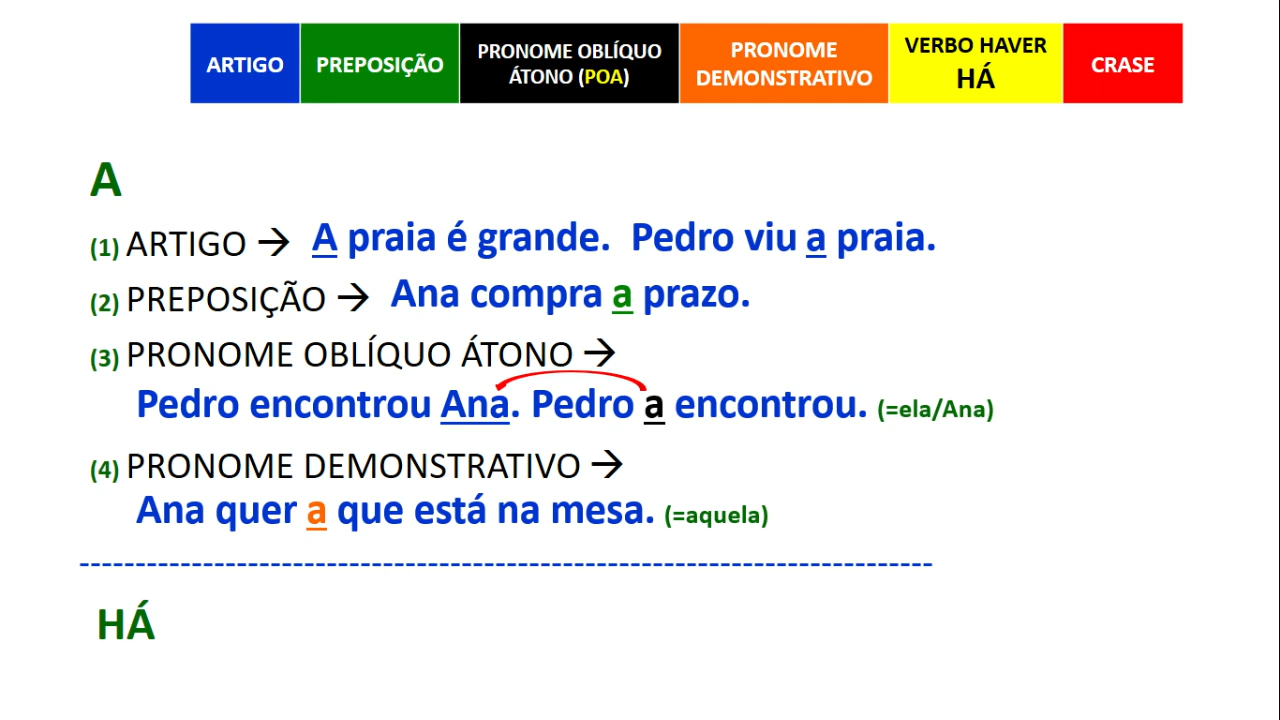 ARTIGO
PREPOSIÇÃO
PRONOME OBLÍQUO
ÁTONO (POA)
PRONOME
DEMONSTRATIVO
VERBO HAVER
HÁ
CRASE
A
(1) ARTIGO → A praia é grande. Pedro viu a praia.
(2) PREPOSIÇÃO → Ana compra a prazo.
(3) PRONOME OBLÍQUO ÁTONO →
Pedro encontrou Ana. Pedro a encontrou. (=ela/Ana)
(4) PRONOME DEMONSTRATIVO →
Ana quer a que está na mesa. (=aquela)
HÁ